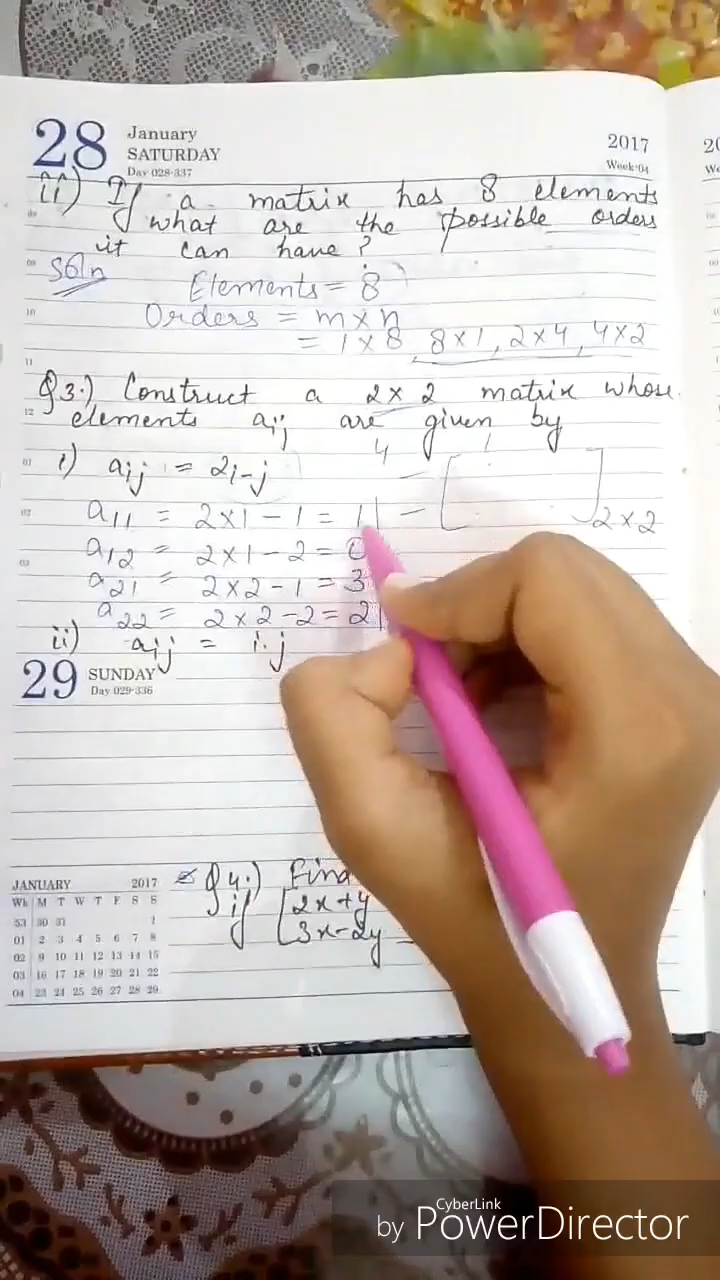 28 January 2017
SATURDAY Week·04
Day 028-337
ii) If a matrix has 8 elements
what are the possible orders
it can have?
Soln Elements = 8
Orders = m×n
= 1×8, 8×1, 2×4, 4×2
Q3.) Construct a 2×2 matrix whose
elements aij are given by
i) aij = 2i-j
a11 = 2×1-1 = 1 = [ ]2×2
a12 = 2×1-2 = 0
a21 = 2×2-1 = 3
a22 = 2×2-2 = 2
ii) aij = i.j
29 SUNDAY
Day 029-336
Q4.) Find
if [2x+y
3x-2y =
JANUARY 2017
Wk M T W T F S S
53 30 31 1
01 2 3 4 5 6 7 8
02 9 10 11 12 13 14 15
03 16 17 18 19 20 21 22
04 23 24 25 26 27 28 29
CyberLink
by PowerDirector